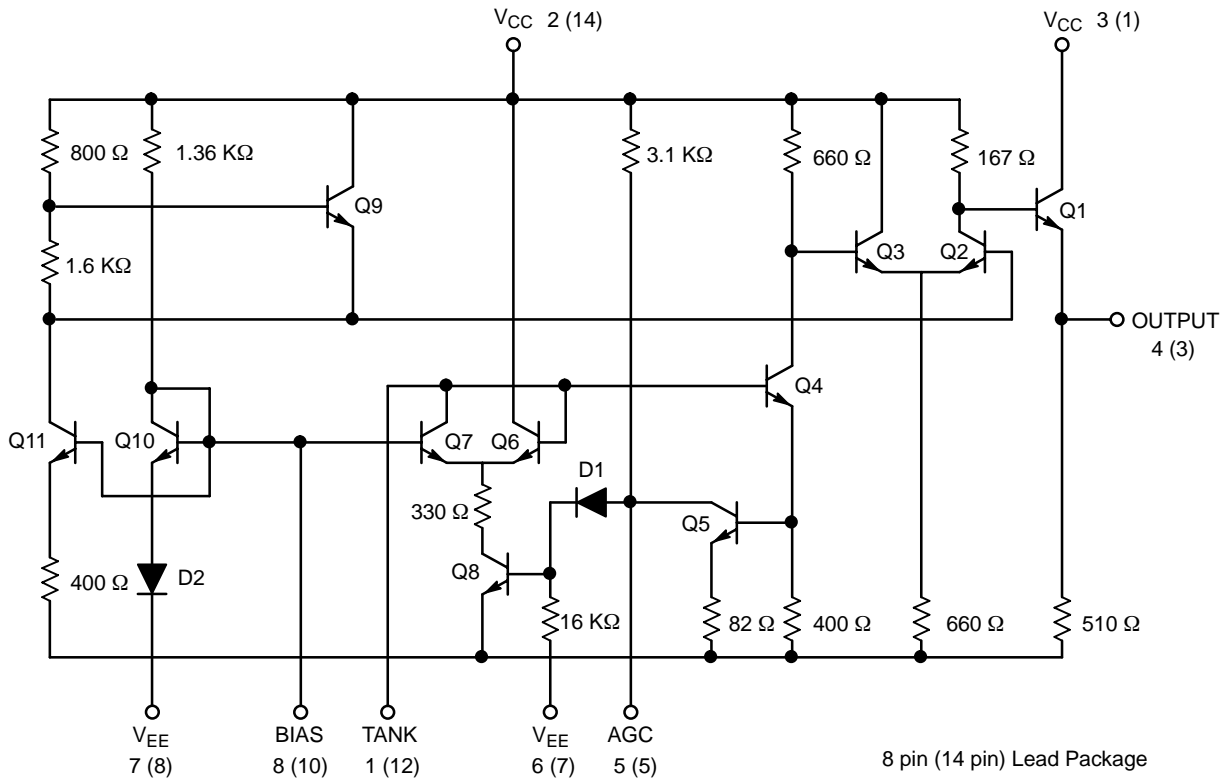 VCC 2 (14)
VCC 3 (1)
800 Ω
1.36 KΩ
3.1 KΩ
660 Ω
167 Ω
Q9
Q1
1.6 KΩ
Q3
Q2
OUTPUT
4 (3)
Q4
Q11
Q10
Q7
Q6
D1
330 Ω
Q5
Q8
400 Ω
D2
16 KΩ
82 Ω
400 Ω
660 Ω
510 Ω
VEE
7 (8)
BIAS
8 (10)
TANK
1 (12)
VEE
6 (7)
AGC
5 (5)
8 pin (14 pin) Lead Package